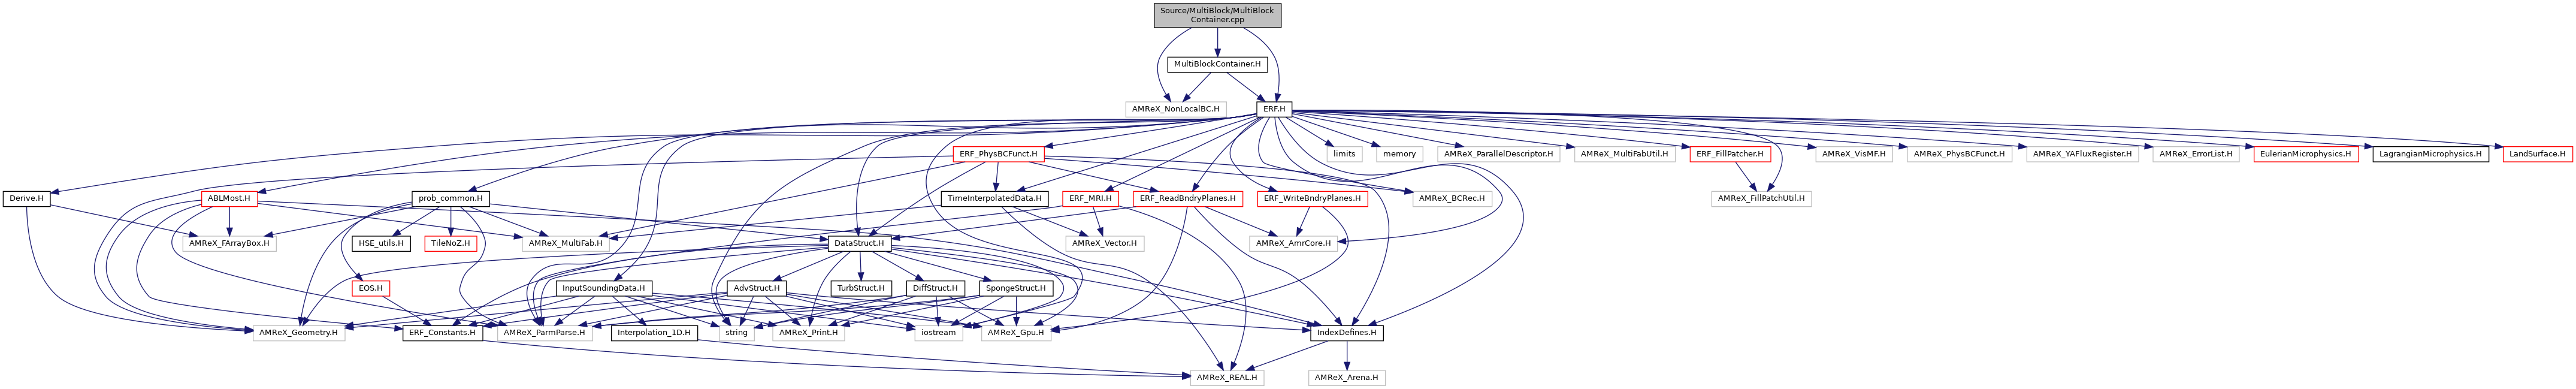 Source/MultiBlock/MultiBlock
Container.cpp
MultiBlockContainer.H
AMReX_NonLocalBC.H
ERF.H
ERF_PhysBCFunct.H
limits
memory
AMReX_ParallelDescriptor.H
AMReX_MultiFabUtil.H
ERF_FillPatcher.H
AMReX_VisMF.H
AMReX_PhysBCFunct.H
AMReX_YAFluxRegister.H
AMReX_ErrorList.H
EulerianMicrophysics.H
LagrangianMicrophysics.H
LandSurface.H
Derive.H
ABLMost.H
prob_common.H
TimeInterpolatedData.H
ERF_MRI.H
ERF_ReadBndryPlanes.H
ERF_WriteBndryPlanes.H
AMReX_BCRec.H
AMReX_FillPatchUtil.H
AMReX_FArrayBox.H
HSE_utils.H
TileNoZ.H
AMReX_MultiFab.H
DataStruct.H
AMReX_Vector.H
AMReX_AmrCore.H
EOS.H
InputSoundingData.H
AdvStruct.H
TurbStruct.H
DiffStruct.H
SpongeStruct.H
AMReX_Geometry.H
ERF_Constants.H
AMReX_ParmParse.H
Interpolation_1D.H
string
AMReX_Print.H
iostream
AMReX_Gpu.H
IndexDefines.H
AMReX_REAL.H
AMReX_Arena.H